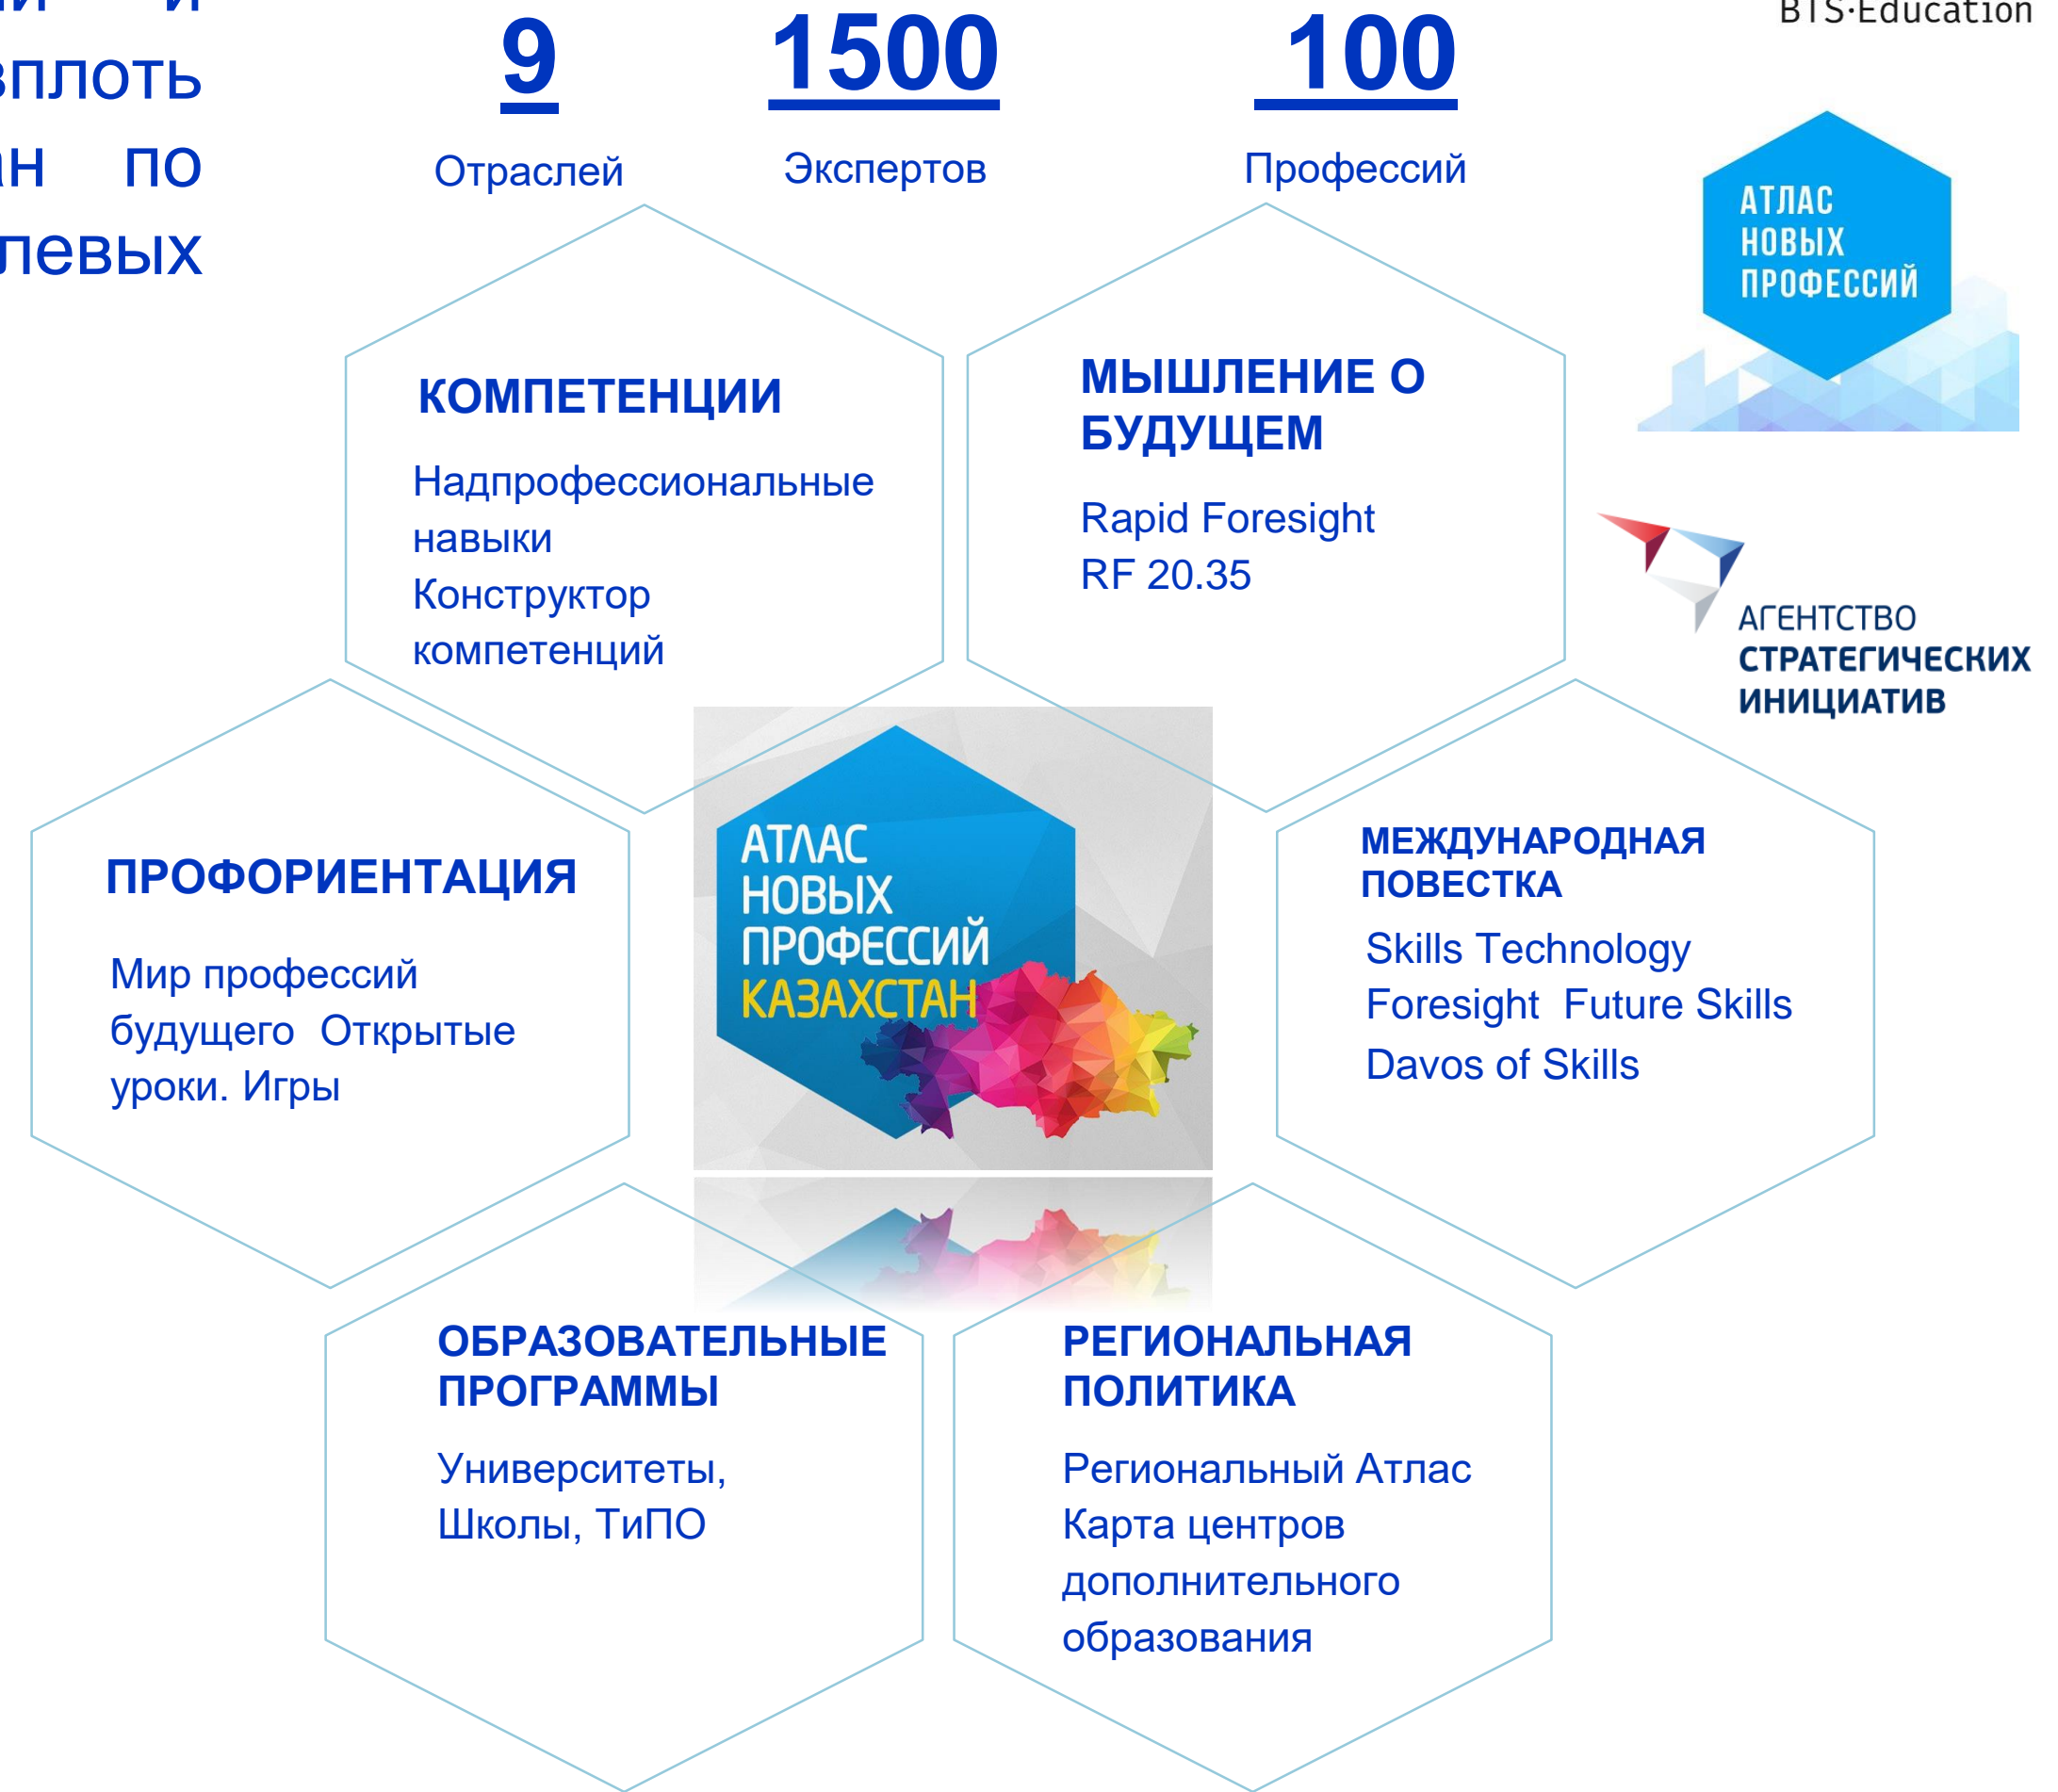 и
вплоть
по
BTS·Education
9
1500
100
Отраслей
Экспертов
Профессий
АТЛАС
НОВЫХ
ПРОФЕССИЙ
КОМПЕТЕНЦИИ
Надпрофессиональные
навыки
Конструктор
компетенций
МЫШЛЕНИЕ О
БУДУЩЕМ
Rapid Foresight
RF 20.35
АГЕНТСТВО
СТРАТЕГИЧЕСКИХ
ИНИЦИАТИВ
ПРОФОРИЕНТАЦИЯ
Мир профессий
будущего Открытые
уроки. Игры
АТЛАС
НОВЫХ
ПРОФЕССИЙ
КАЗАХСТАН
МЕЖДУНАРОДНАЯ
ПОВЕСТКА
Skills Technology
Foresight Future Skills
Davos of Skills
ОБРАЗОВАТЕЛЬНЫЕ
ПРОГРАММЫ
Университеты,
Школы, ТиПО
РЕГИОНАЛЬНАЯ
ПОЛИТИКА
Региональный Атлас
Карта центров
дополнительного
образования